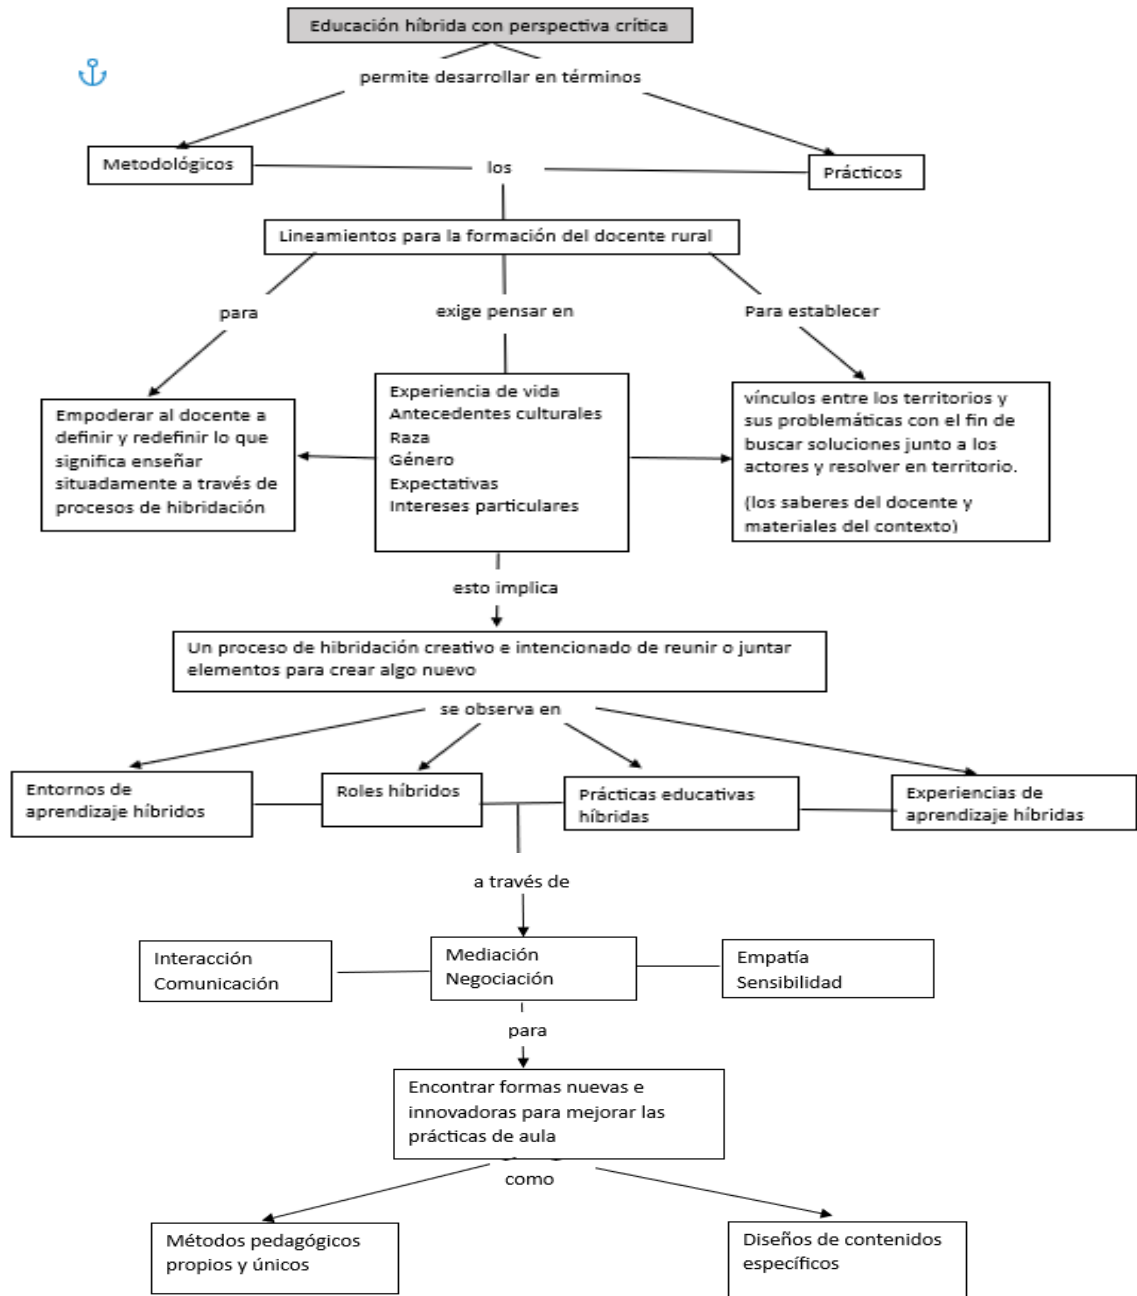 Educación híbrida con perspectiva crítica
permite desarrollar en términos
Metodológicos
los
Prácticos
Lineamientos para la formación del docente rural
para
exige pensar en
Para establecer
Empoderar al docente a
definir y redefinir lo que
significa enseñar
situadamente a través de
procesos de hibridación
Experiencia de vida
Antecedentes culturales
Raza
Género
Expectativas
Intereses particulares
vínculos entre los territorios y
sus problemáticas con el fin de
buscar soluciones junto a los
actores y resolver en territorio.
(los saberes del docente y
materiales del contexto)
esto implica
Un proceso de hibridación creativo e intencionado de reunir o juntar
elementos para crear algo nuevo
se observa en
Entornos de
aprendizaje híbridos
Roles híbridos
Prácticas educativas
híbridas
Experiencias de
aprendizaje híbridas
a través de
Interacción
Comunicación
Mediación
Negociación
Empatía
Sensibilidad
para
Encontrar formas nuevas e
innovadoras para mejorar las
prácticas de aula
como
Métodos pedagógicos
propios y únicos
Diseños de contenidos
específicos